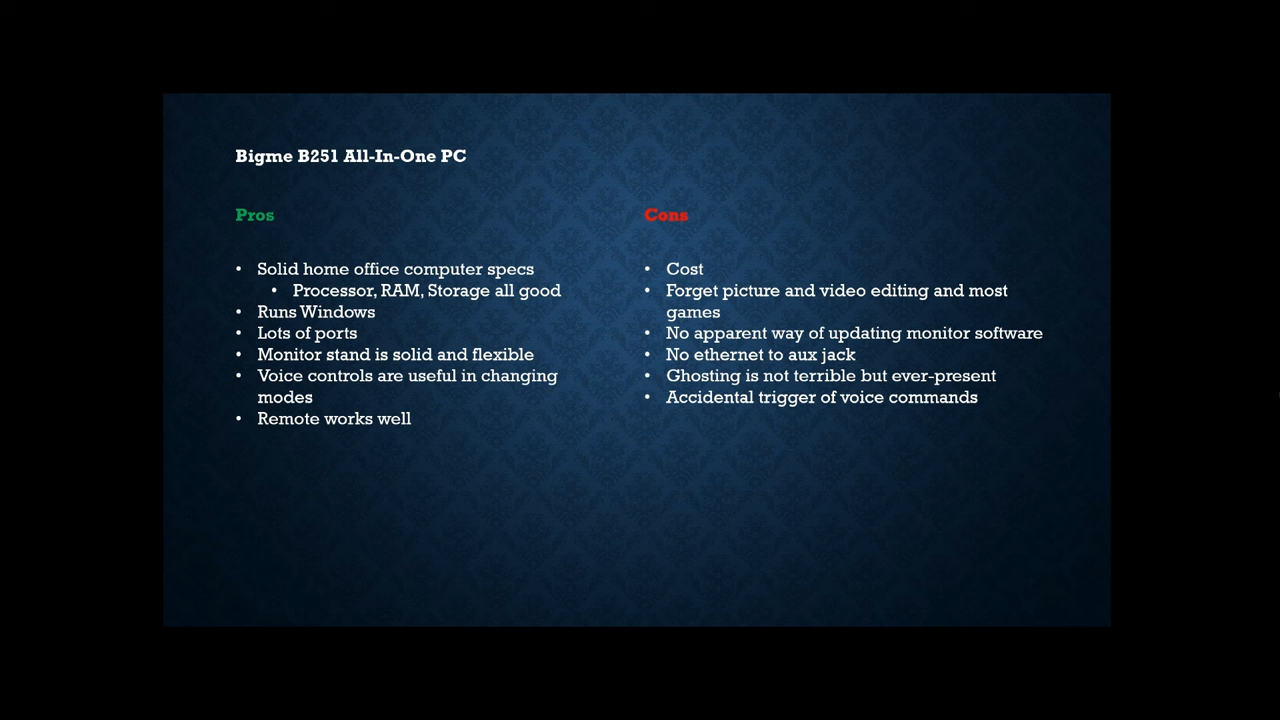 Bigme B251 All-In-One PC
Pros
• Solid home office computer specs
• Processor, RAM, Storage all good
• Runs Windows
• Lots of ports
• Monitor stand is solid and flexible
• Voice controls are useful in changing
modes
• Remote works well
Cons
• Cost
• Forget picture and video editing and most
games
• No apparent way of updating monitor software
• No ethernet to aux jack
• Ghosting is not terrible but ever-present
• Accidental trigger of voice commands